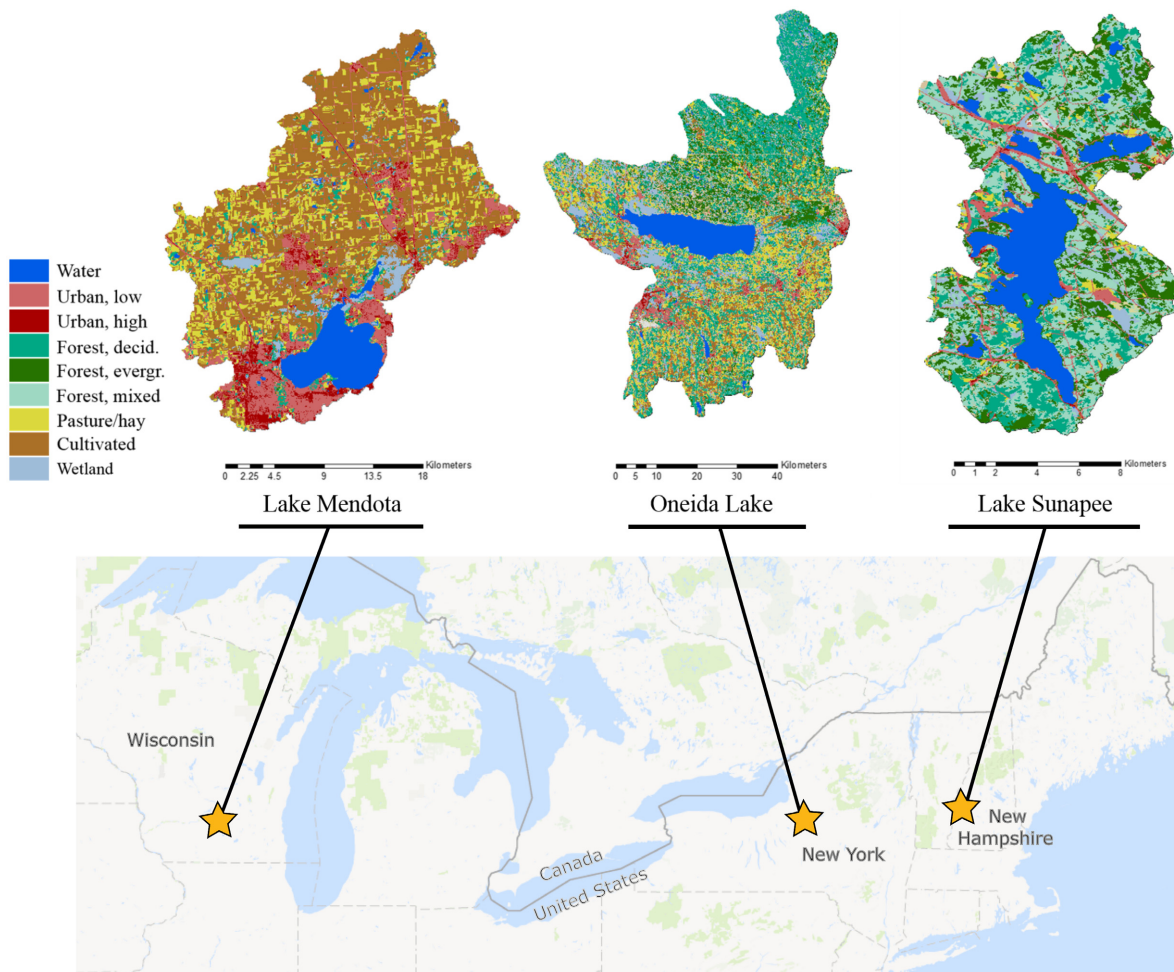 Water
Urban, low
Urban, high
Forest, decid.
Forest, evergr.
Forest, mixed
Pasture/hay
Cultivated
Wetland
Kilometers
0 2.25 4.5 9 13.5 18
Kilometers
0 5 10 20 30 40
Kilometers
0 1 2 4 6 8
Lake Mendota
Oneida Lake
Lake Sunapee
Wisconsin
New
Hampshire
New York
Canada
United States